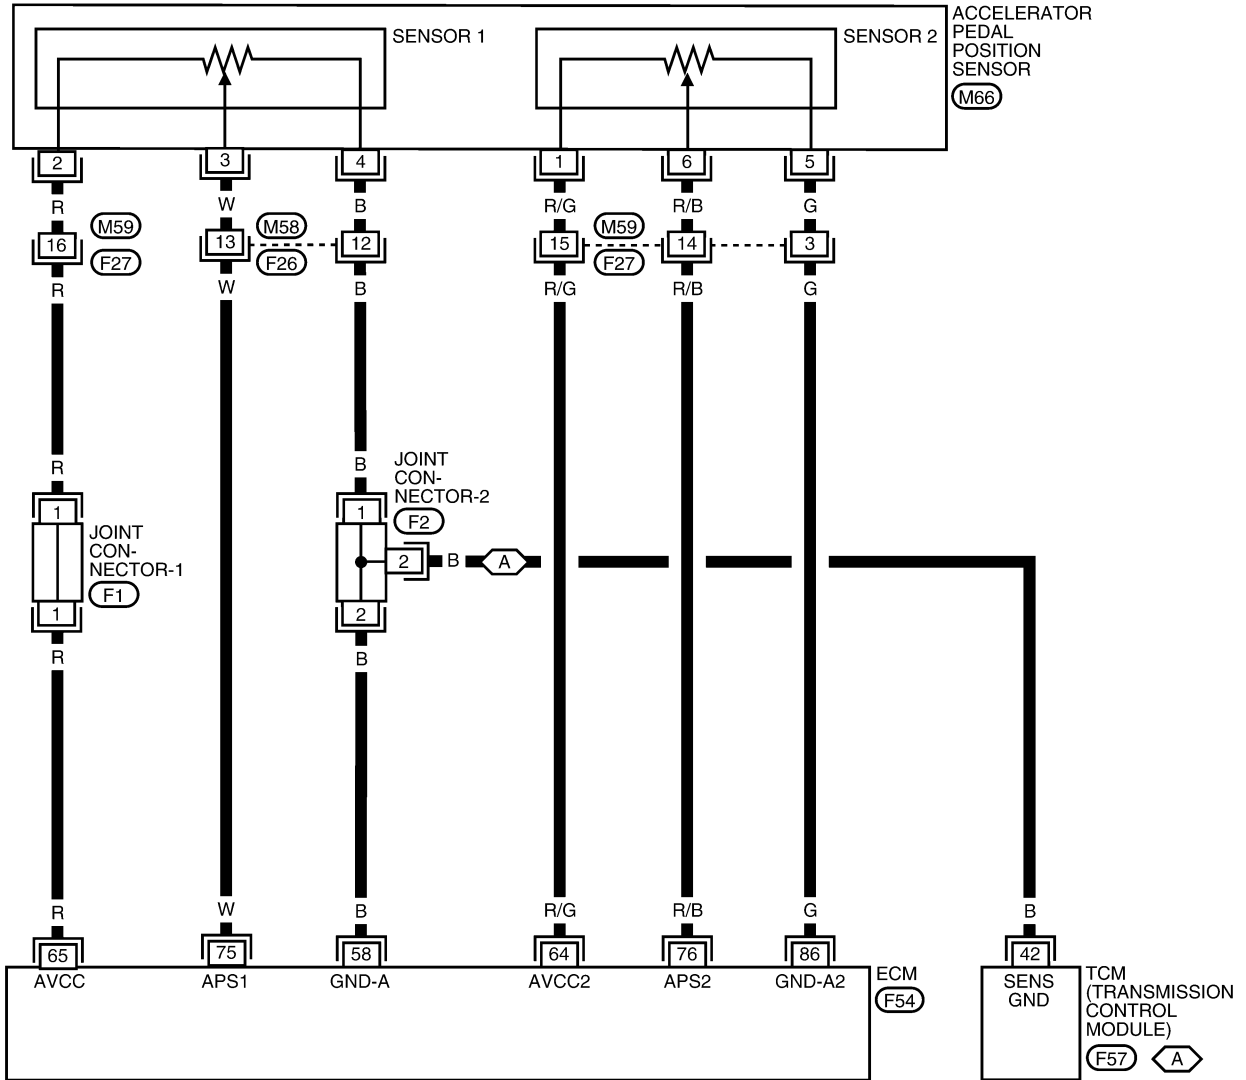 SENSOR 1
SENSOR 2
ACCELERATOR
PEDAL
POSITION
SENSOR
M66
2
3
4
1
6
5
R
W
B
R/G
R/B
G
M59
M58
M59
16
13
12
15
14
3
F27
F26
F27
R
W
B
R/G
R/B
G
R
B
JOINT
CON-
NECTOR-2
F2
1
1
JOINT
CON-
NECTOR-1
F1
2
B
A
1
2
R
B
R
W
B
R/G
R/B
G
B
65
75
58
64
76
86
42
AVCC
APS1
GND-A
AVCC2
APS2
GND-A2
ECM
F54
SENS
GND
TCM
(TRANSMISSION
CONTROL
MODULE)
F57
A